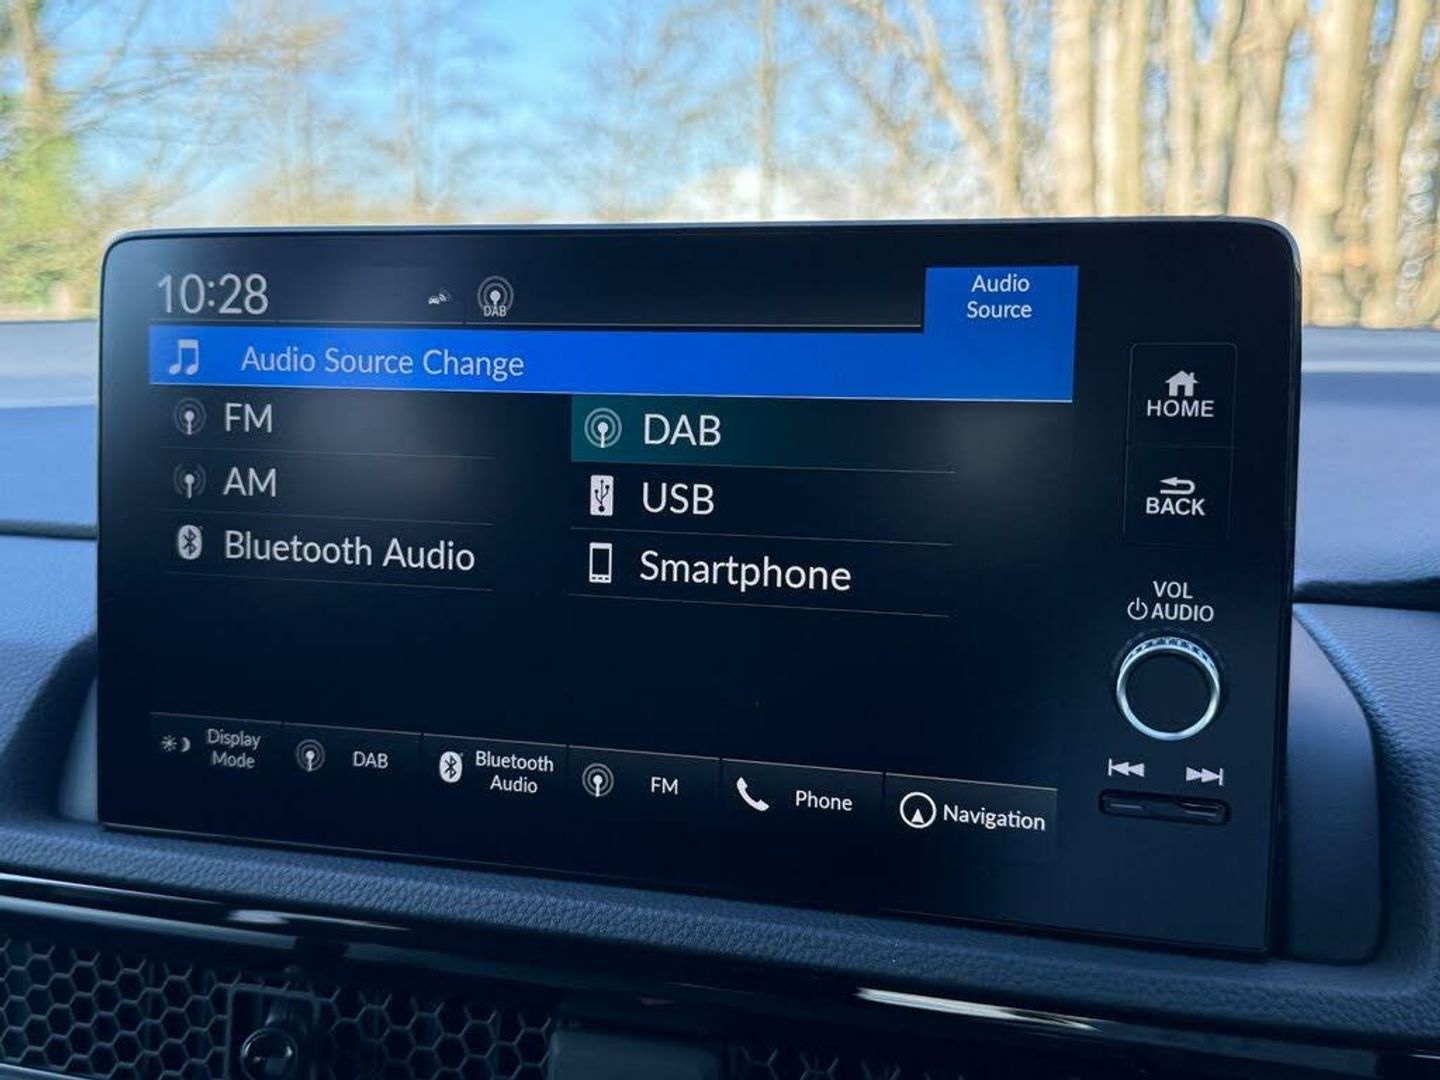 10:28
DAB
Audio
Source
Audio Source Change
FM
DAB
AM
USB
Bluetooth Audio
Smartphone
HOME
BACK
VOL
AUDIO
Display
Mode
DAB
Bluetooth
Audio
FM
Phone
Navigation